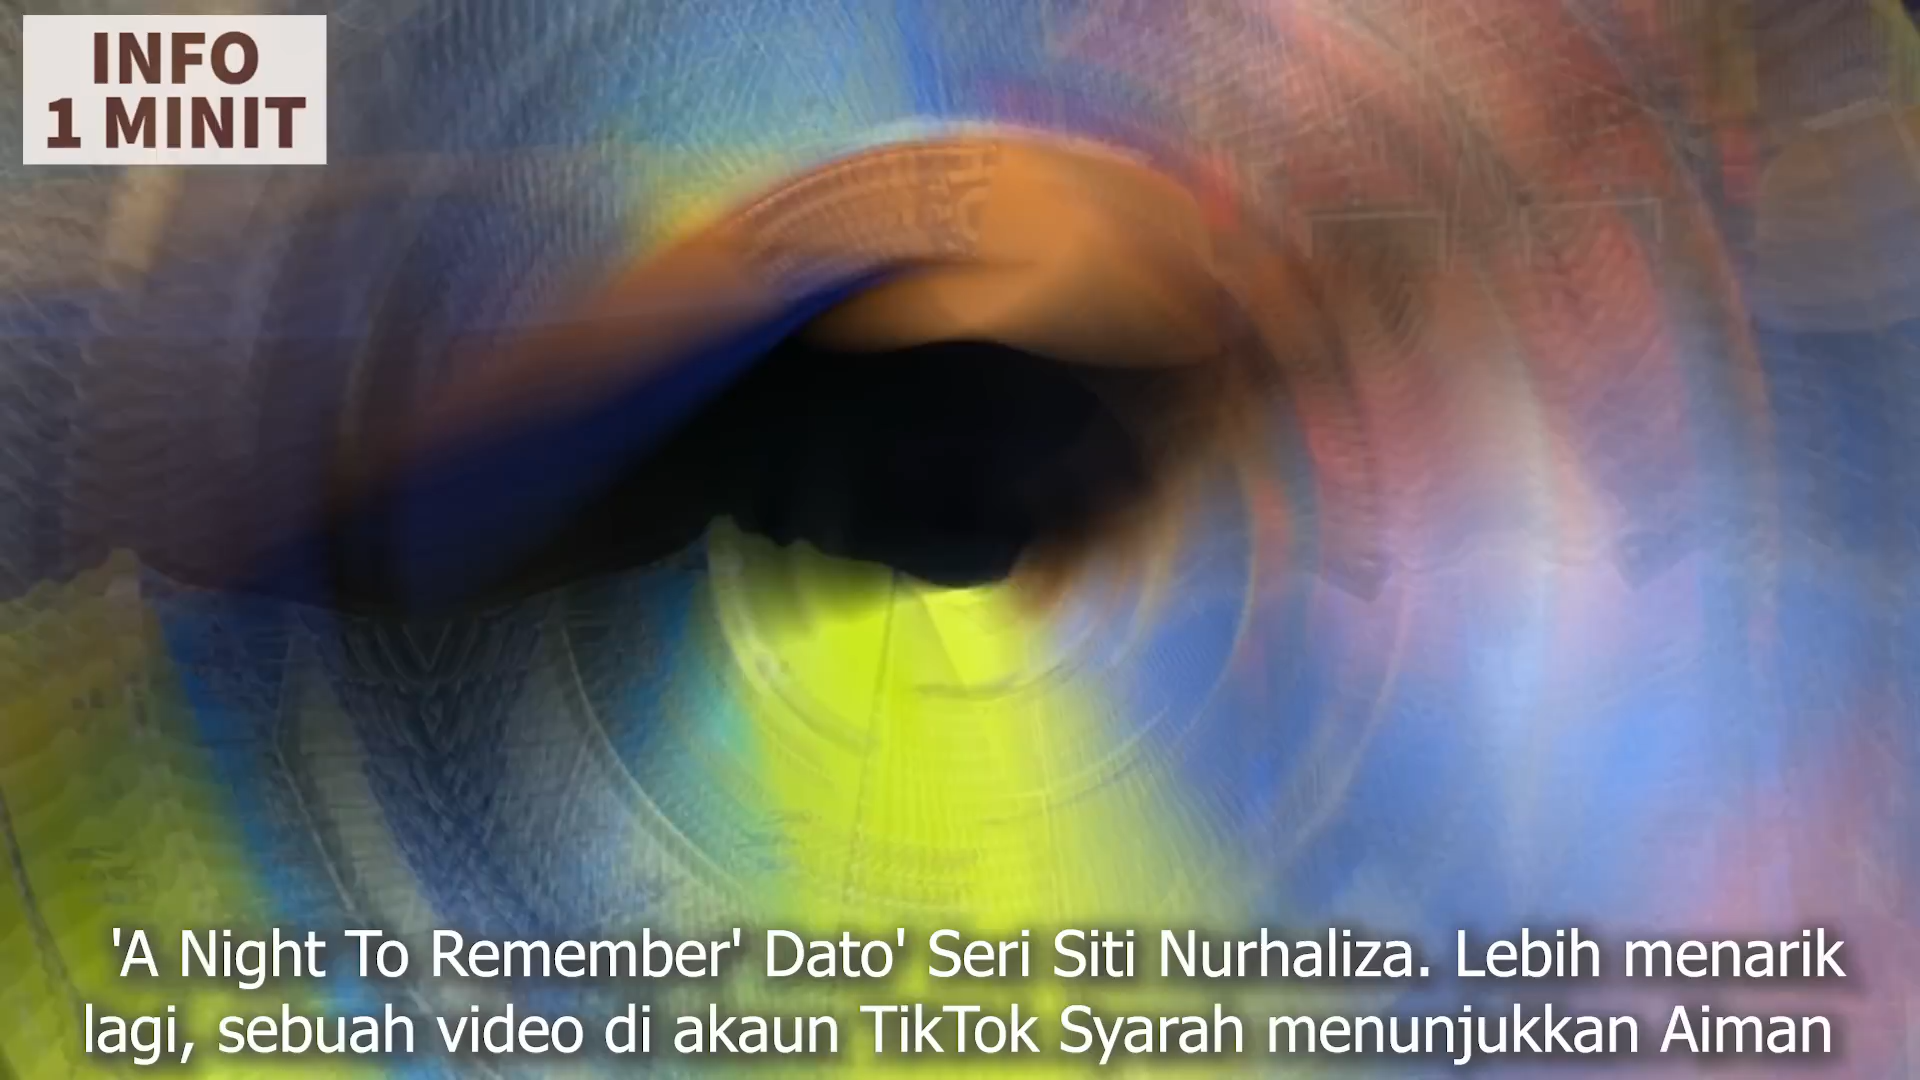 INFO
1 MINIT
'A Night To Remember' Dato' Seri Siti Nurhaliza. Lebih menarik
lagi, sebuah video di akaun TikTok Syarah menunjukkan Aiman